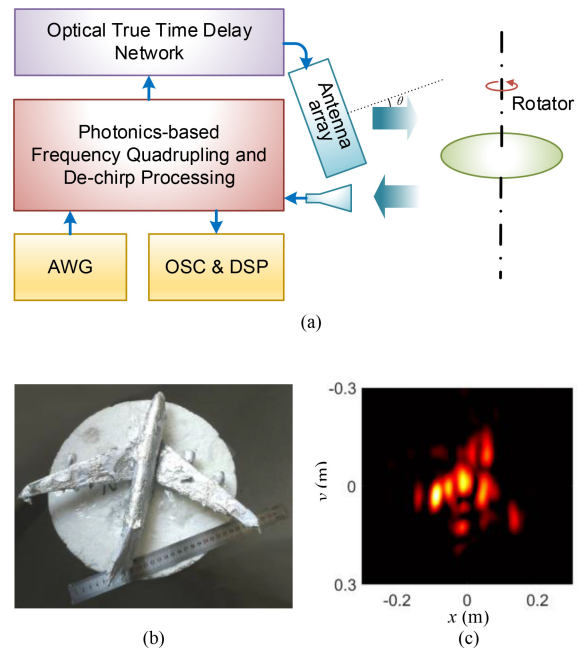 Optical True Time Delay
Network
Antenna
array
θ
Rotator
Photonics-based
Frequency Quadrupling and
De-chirp Processing
AWG
OSC & DSP
(a)
-0.3
0
0.3
y (m)
-0.2
0
0.2
x (m)
(b)
(c)